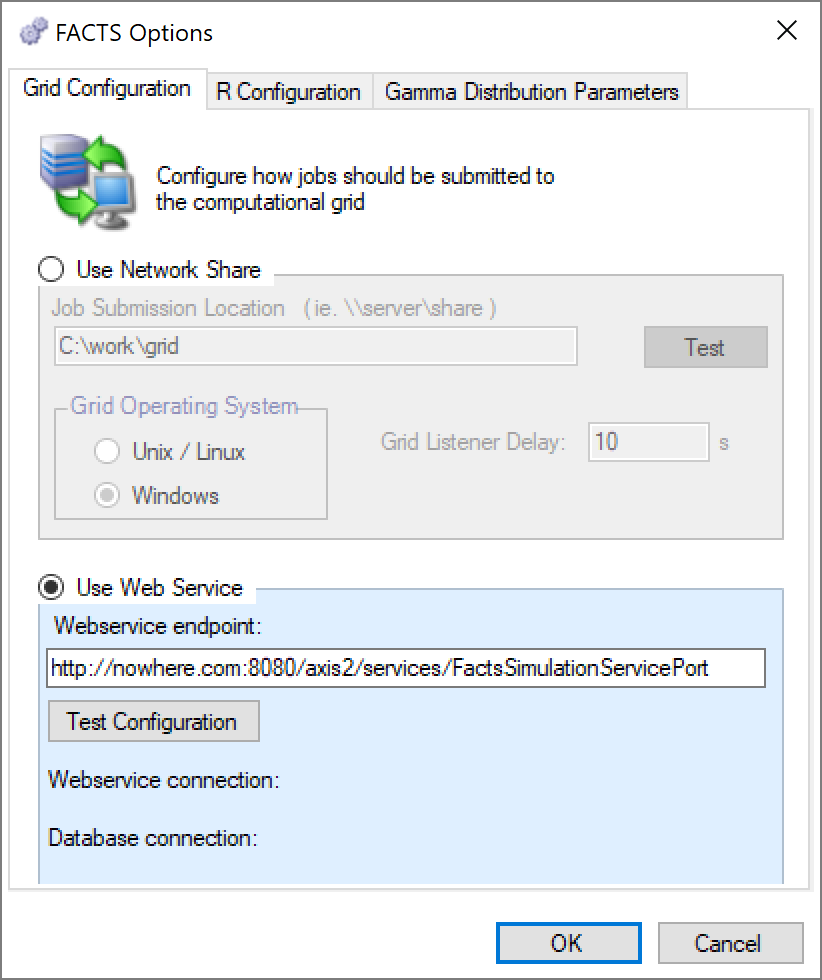 FACTS Options
Grid Configuration
R Configuration
Gamma Distribution Parameters
Configure how jobs should be submitted to
the computational grid
Use Network Share
Job Submission Location (ie. \\server\share )
C:\work\grid
Test
Grid Operating System
Unix / Linux
Windows
Grid Listener Delay: 10 s
Use Web Service
Webservice endpoint:
http://nowhere.com:8080/axis2/services/FactsSimulationServicePort
Test Configuration
Webservice connection:
Database connection:
OK
Cancel